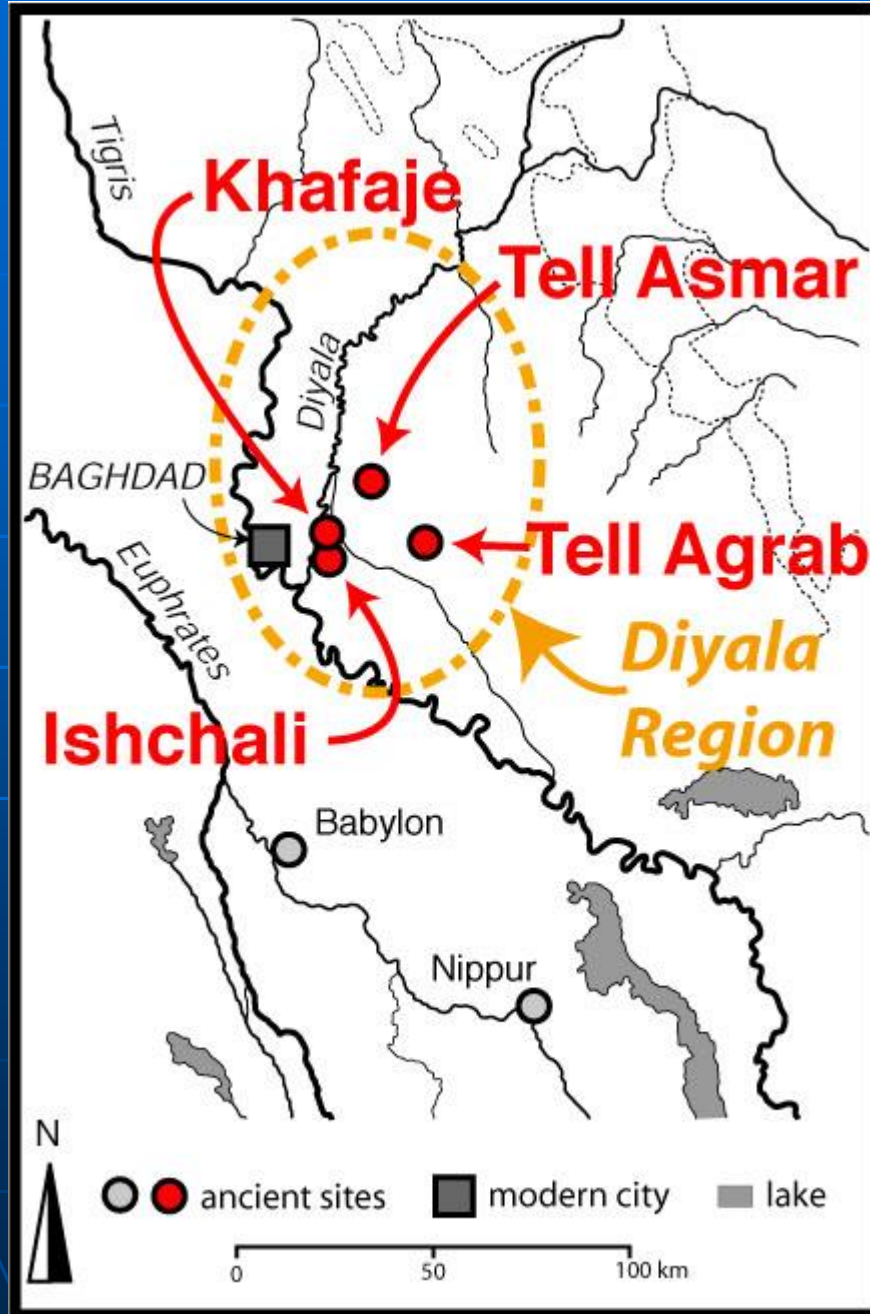 Tigris
Khafaje
Tell Asmar
Diyala
BAGHDAD
Tell Agrab
Euphrates
Diyala
Region
Ishchali
Babylon
Nippur
N
ancient sites
modern city
lake
0
50
100 km